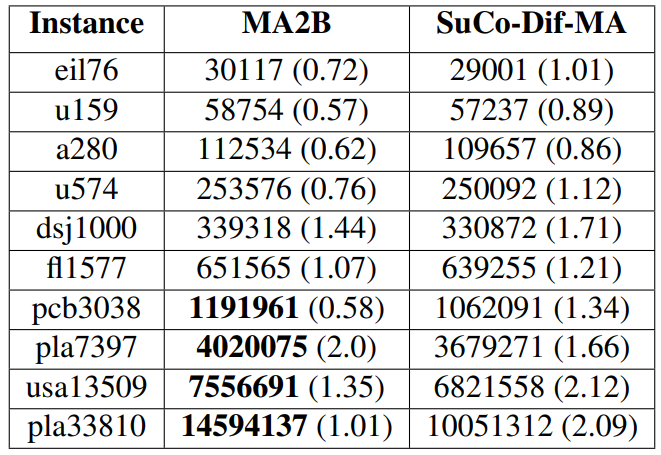 Instance MA2B SuCo-Dif-MA
eil76 30117 (0.72) 29001 (1.01)
u159 58754 (0.57) 57237 (0.89)
a280 112534 (0.62) 109657 (0.86)
u574 253576 (0.76) 250092 (1.12)
dsj1000 339318 (1.44) 330872 (1.71)
fl1577 651565 (1.07) 639255 (1.21)
pcb3038 1191961 (0.58) 1062091 (1.34)
pla7397 4020075 (2.0) 3679271 (1.66)
usa13509 7556691 (1.35) 6821558 (2.12)
pla33810 14594137 (1.01) 10051312 (2.09)